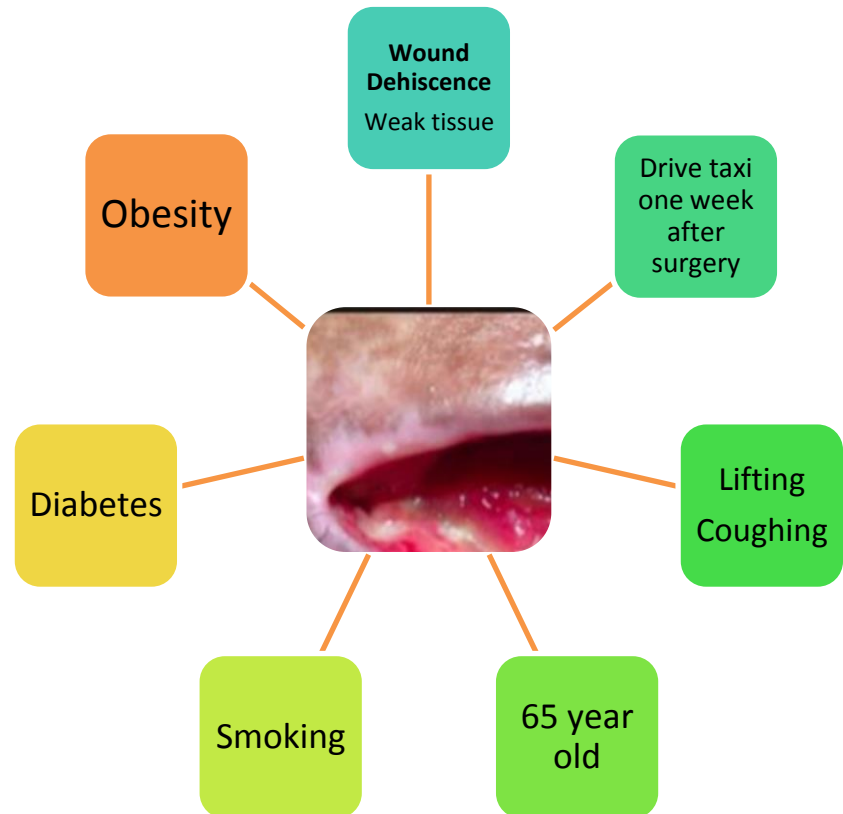 Wound
Dehiscence
Weak tissue
Drive taxi
one week
after
surgery
Lifting
Coughing
65 year
old
Smoking
Diabetes
Obesity